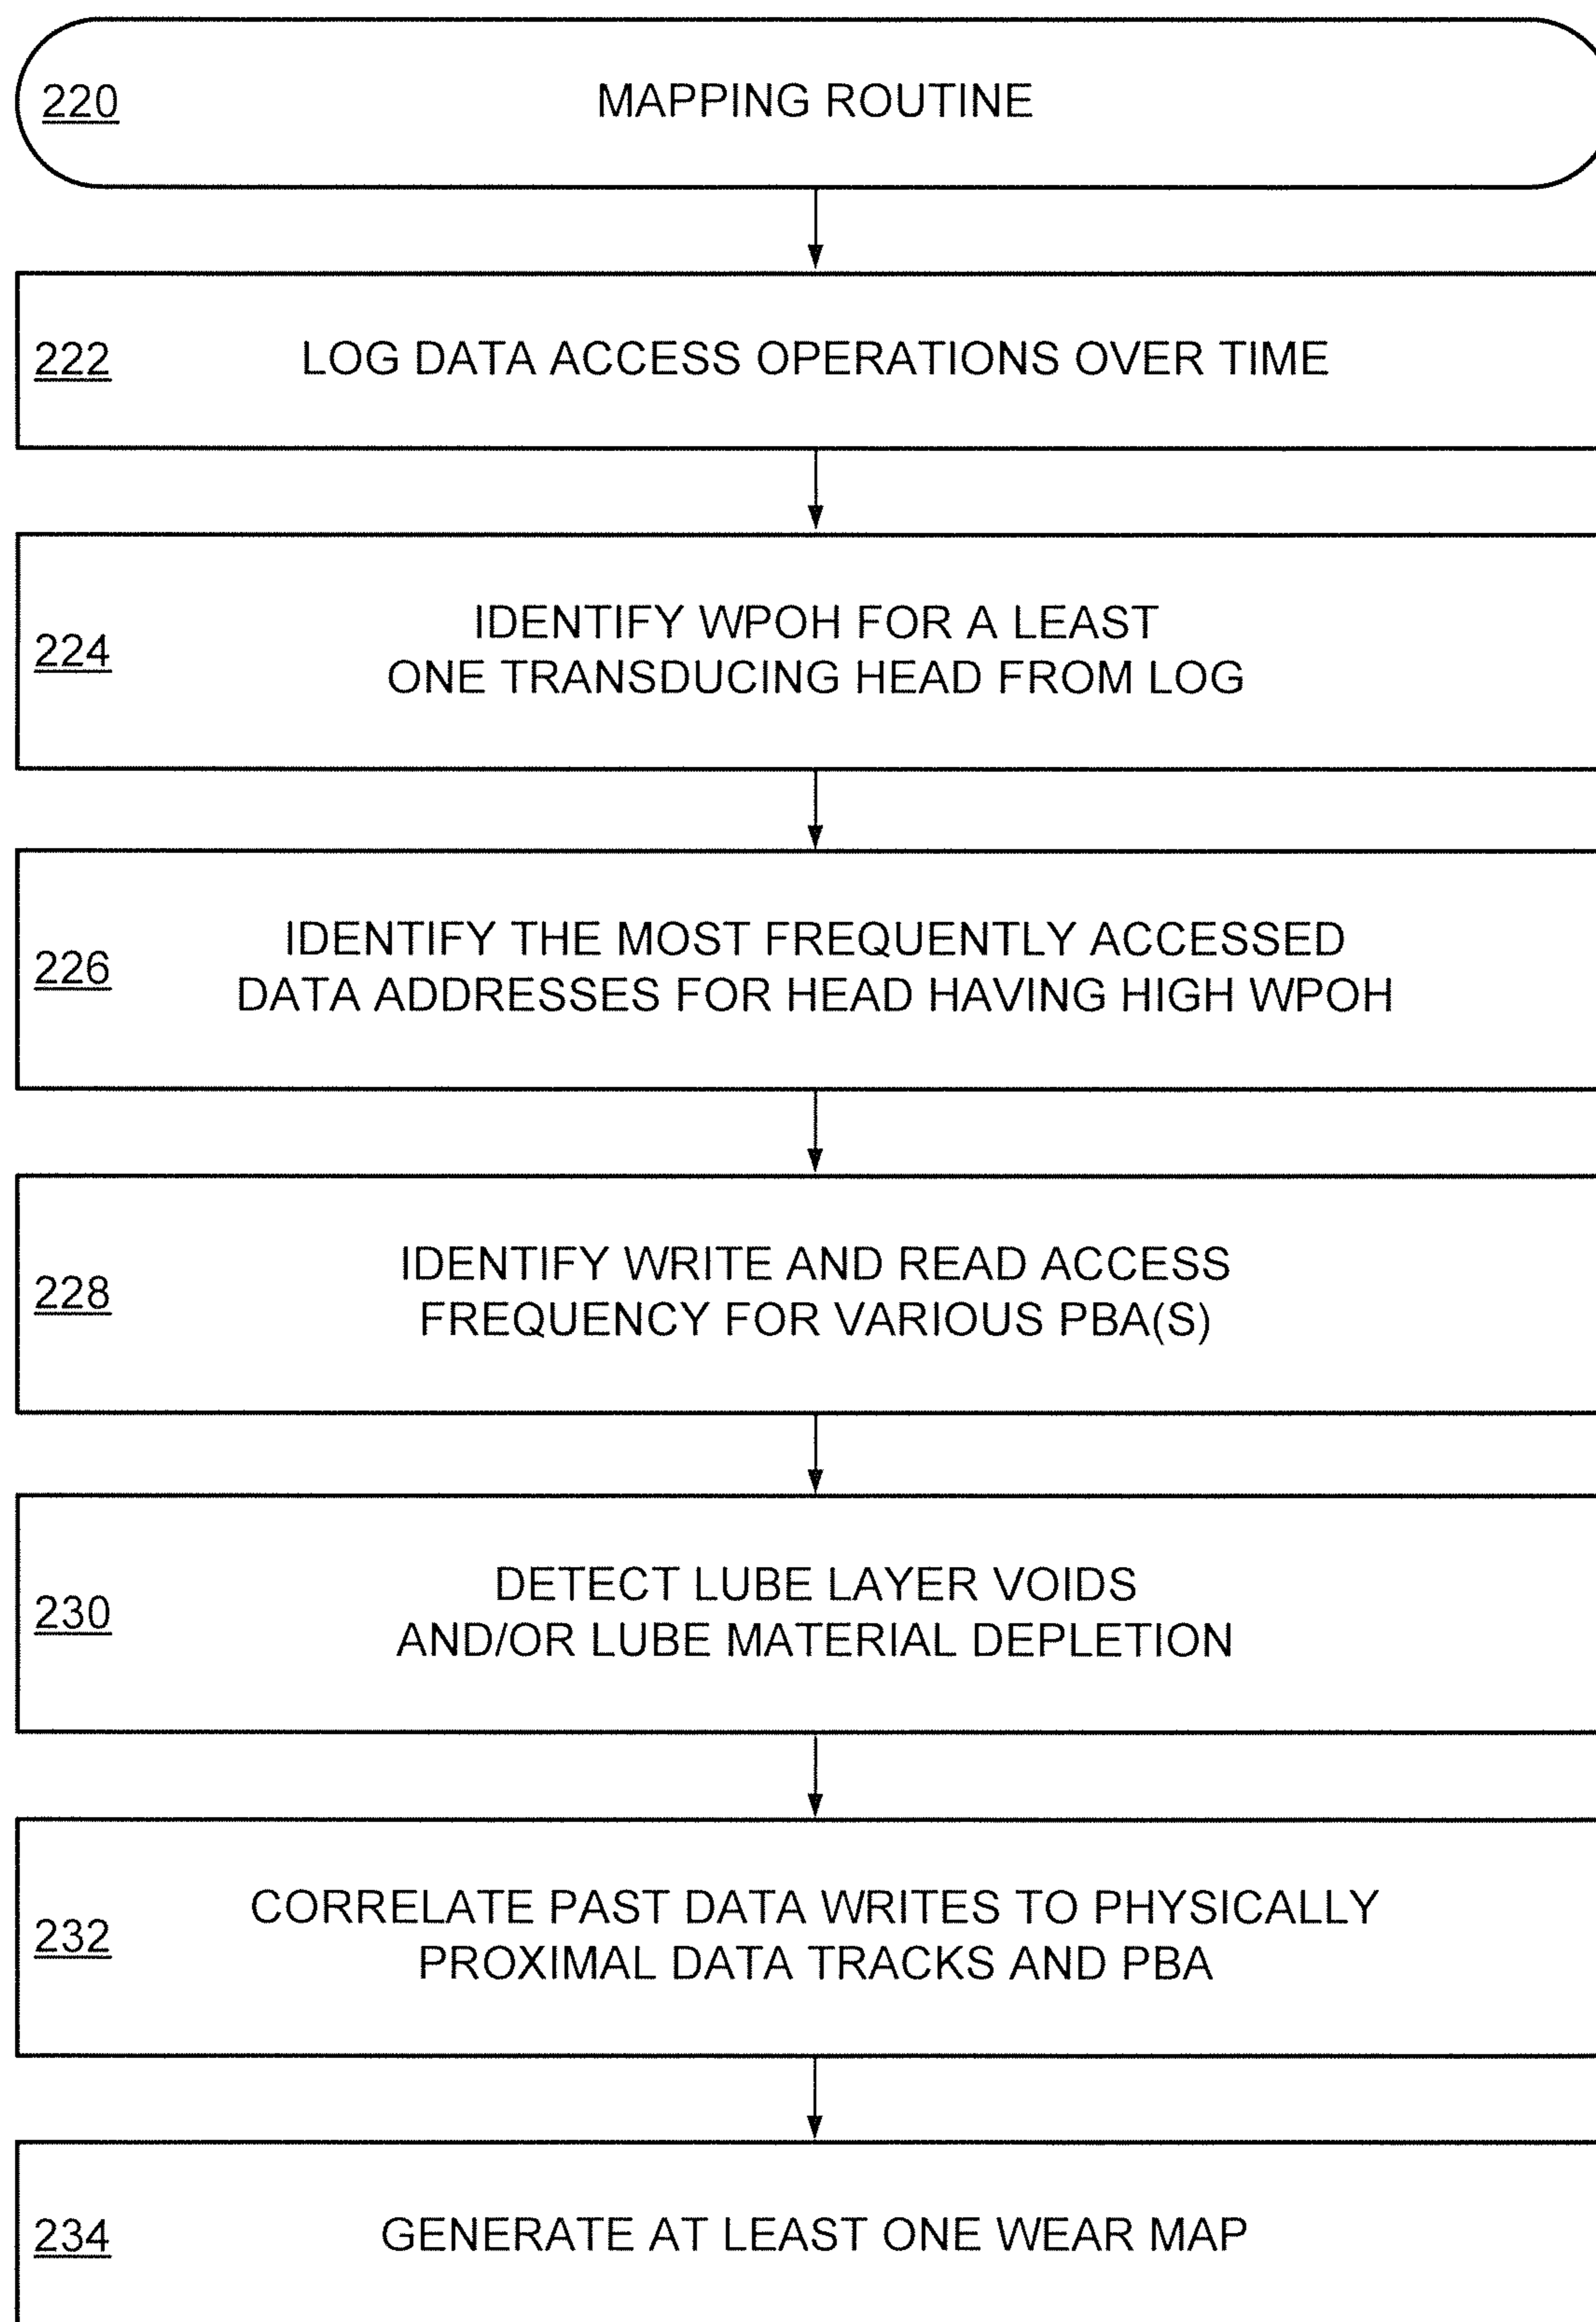 220 MAPPING ROUTINE
222 LOG DATA ACCESS OPERATIONS OVER TIME
224
IDENTIFY WPOH FOR A LEAST
ONE TRANSDUCING HEAD FROM LOG
226
IDENTIFY THE MOST FREQUENTLY ACCESSED
DATA ADDRESSES FOR HEAD HAVING HIGH WPOH
228
IDENTIFY WRITE AND READ ACCESS
FREQUENCY FOR VARIOUS PBA(S)
230
DETECT LUBE LAYER VOIDS
AND/OR LUBE MATERIAL DEPLETION
232
CORRELATE PAST DATA WRITES TO PHYSICALLY
PROXIMAL DATA TRACKS AND PBA
234 GENERATE AT LEAST ONE WEAR MAP